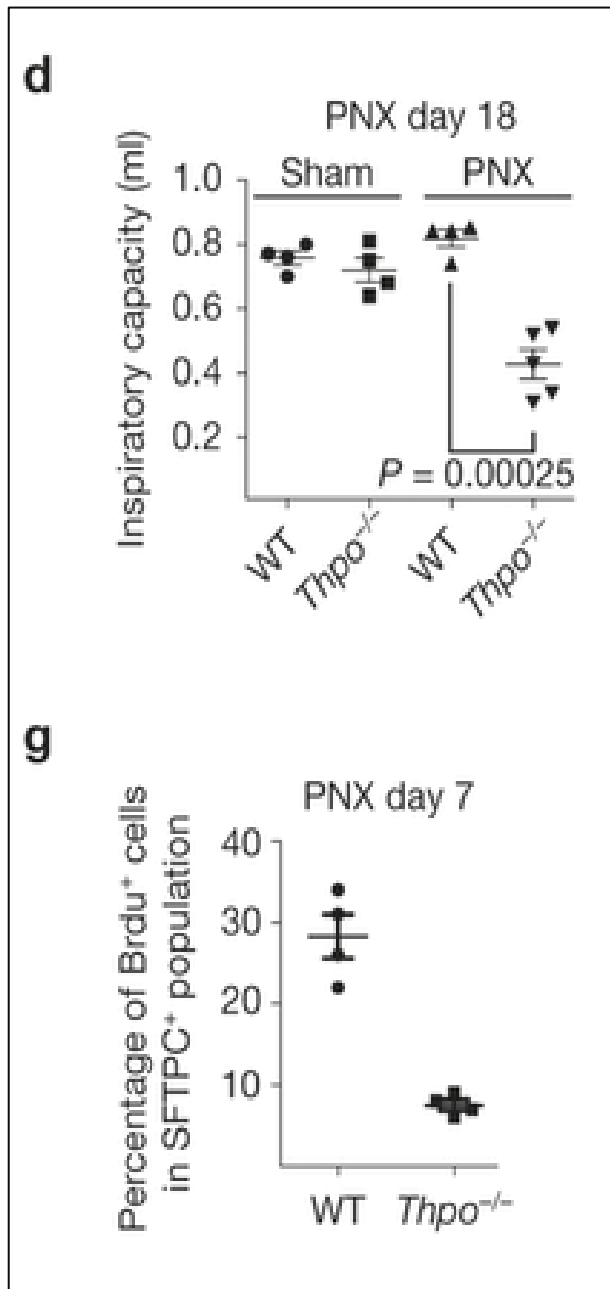 d
PNX day 18
Sham PNX
Inspiratory capacity (ml)
1.0
0.8
0.6
0.4
0.2
P = 0.00025
WT Thpo⁻/⁻ WT Thpo⁻/⁻
g
PNX day 7
Percentage of Brdu⁺ cells
in SFTPC⁺ population
40
30
20
10
WT Thpo⁻/⁻